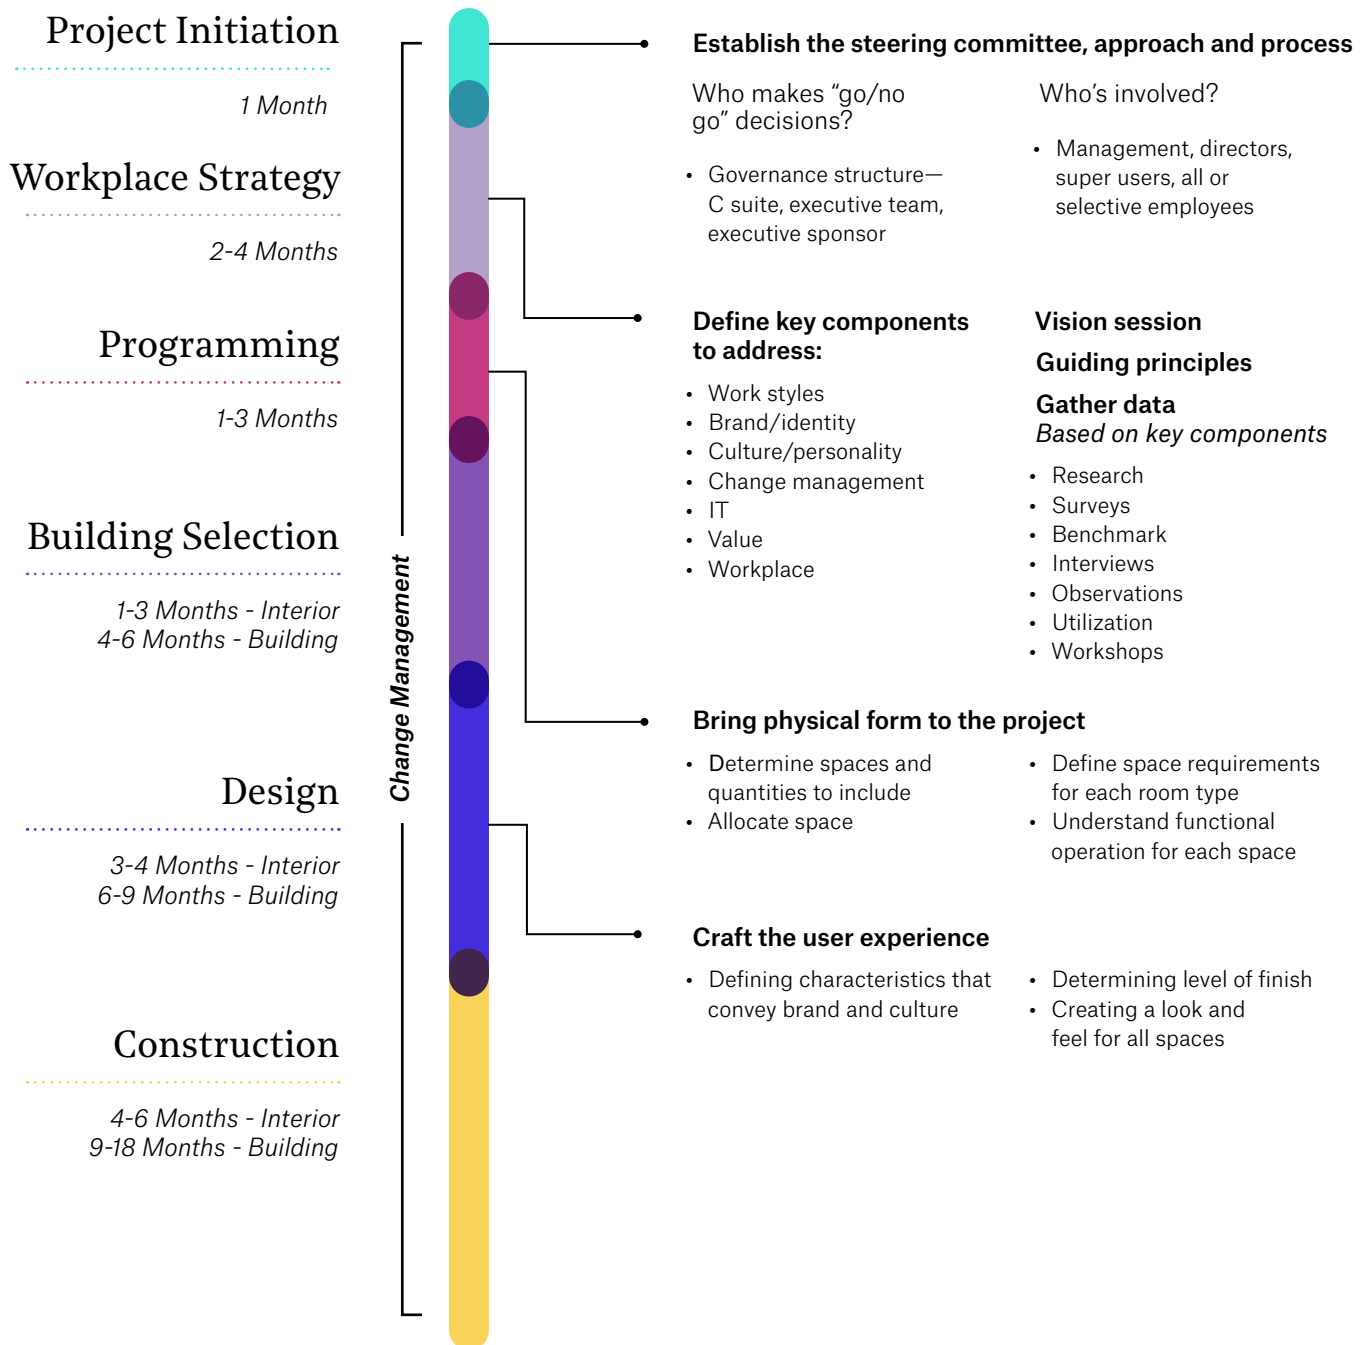 Project Initiation
1 Month
Workplace Strategy
2-4 Months
Programming
1-3 Months
Building Selection
1-3 Months - Interior
4-6 Months - Building
Design
3-4 Months - Interior
6-9 Months - Building
Construction
4-6 Months - Interior
9-18 Months - Building
Change Management
Establish the steering committee, approach and process
Who makes “go/no
go” decisions?
• Governance structure—
C suite, executive team,
executive sponsor
Who’s involved?
• Management, directors,
super users, all or
selective employees
Define key components
to address:
• Work styles
• Brand/identity
• Culture/personality
• Change management
• IT
• Value
• Workplace
Vision session
Guiding principles
Gather data
Based on key components
• Research
• Surveys
• Benchmark
• Interviews
• Observations
• Utilization
• Workshops
Bring physical form to the project
• Determine spaces and
quantities to include
• Allocate space
• Define space requirements
for each room type
• Understand functional
operation for each space
Craft the user experience
• Defining characteristics that
convey brand and culture
• Determining level of finish
• Creating a look and
feel for all spaces